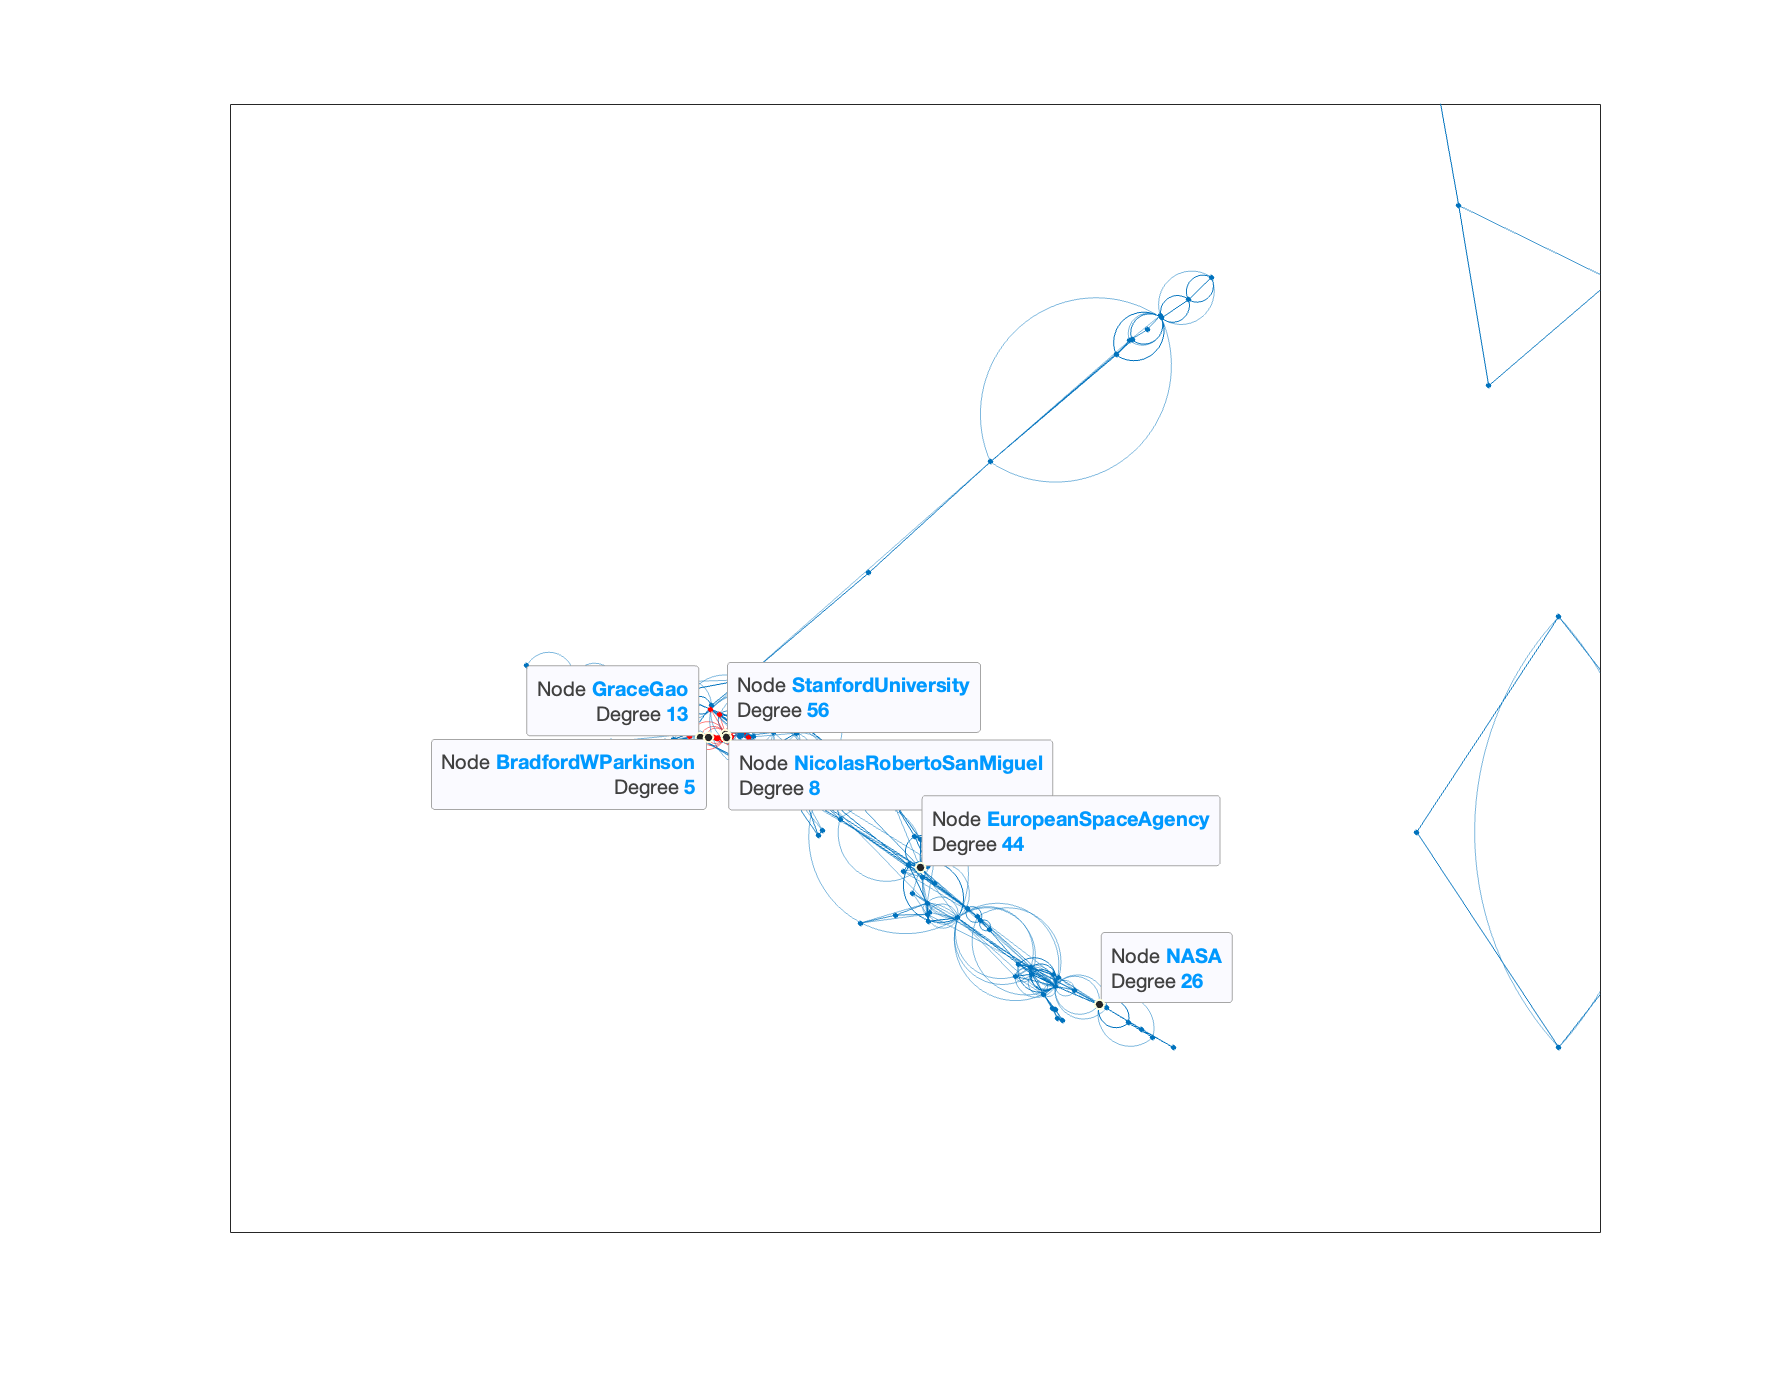 Node GraceGao
Degree 13
Node StanfordUniversity
Degree 56
Node BradfordWParkinson
Degree 5
Node NicolasRobertoSanMiguel
Degree 8
Node EuropeanSpaceAgency
Degree 44
Node NASA
Degree 26